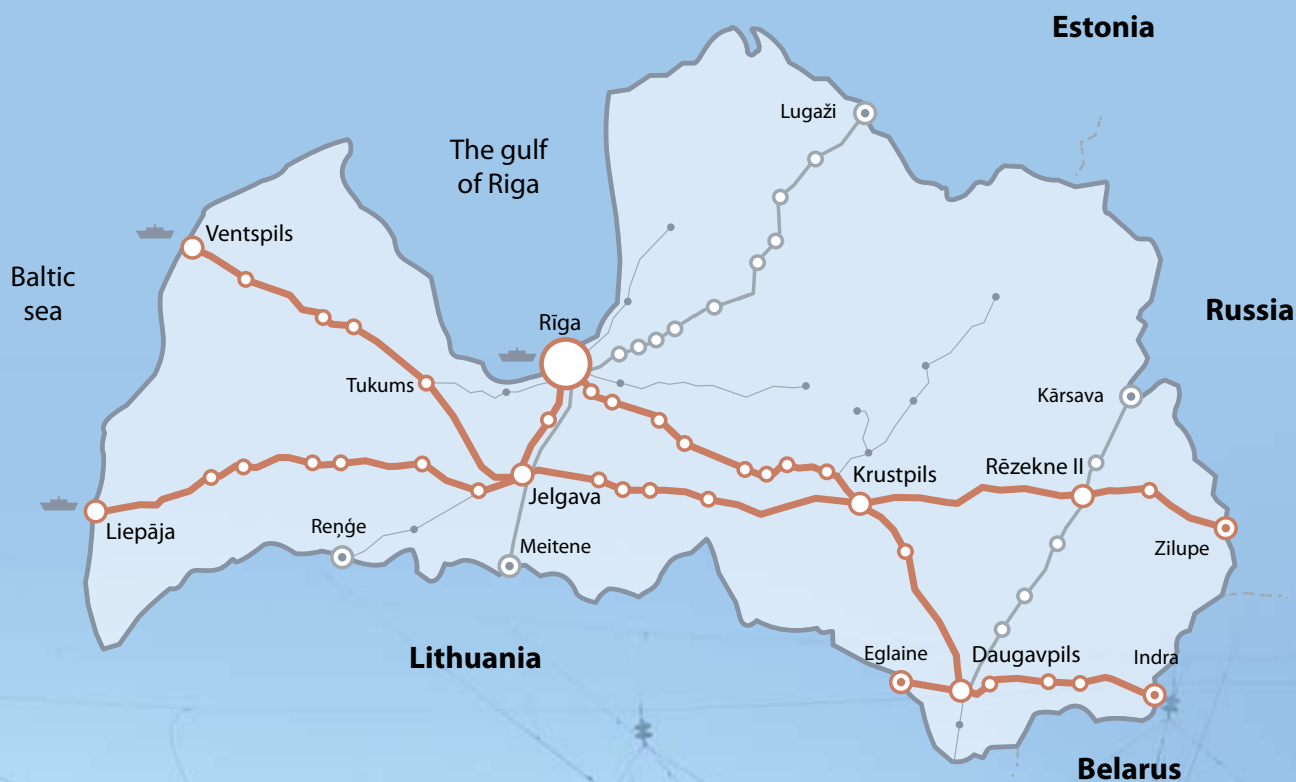 Estonia
Lugaži
The gulf
of Riga
Ventspils
Baltic
sea
Rīga
Russia
Tukums
Kārsava
Krustpils
Rēzekne II
Jelgava
Liepāja
Reņģe
Meitene
Zilupe
Lithuania
Eglaine
Daugavpils
Indra
Belarus